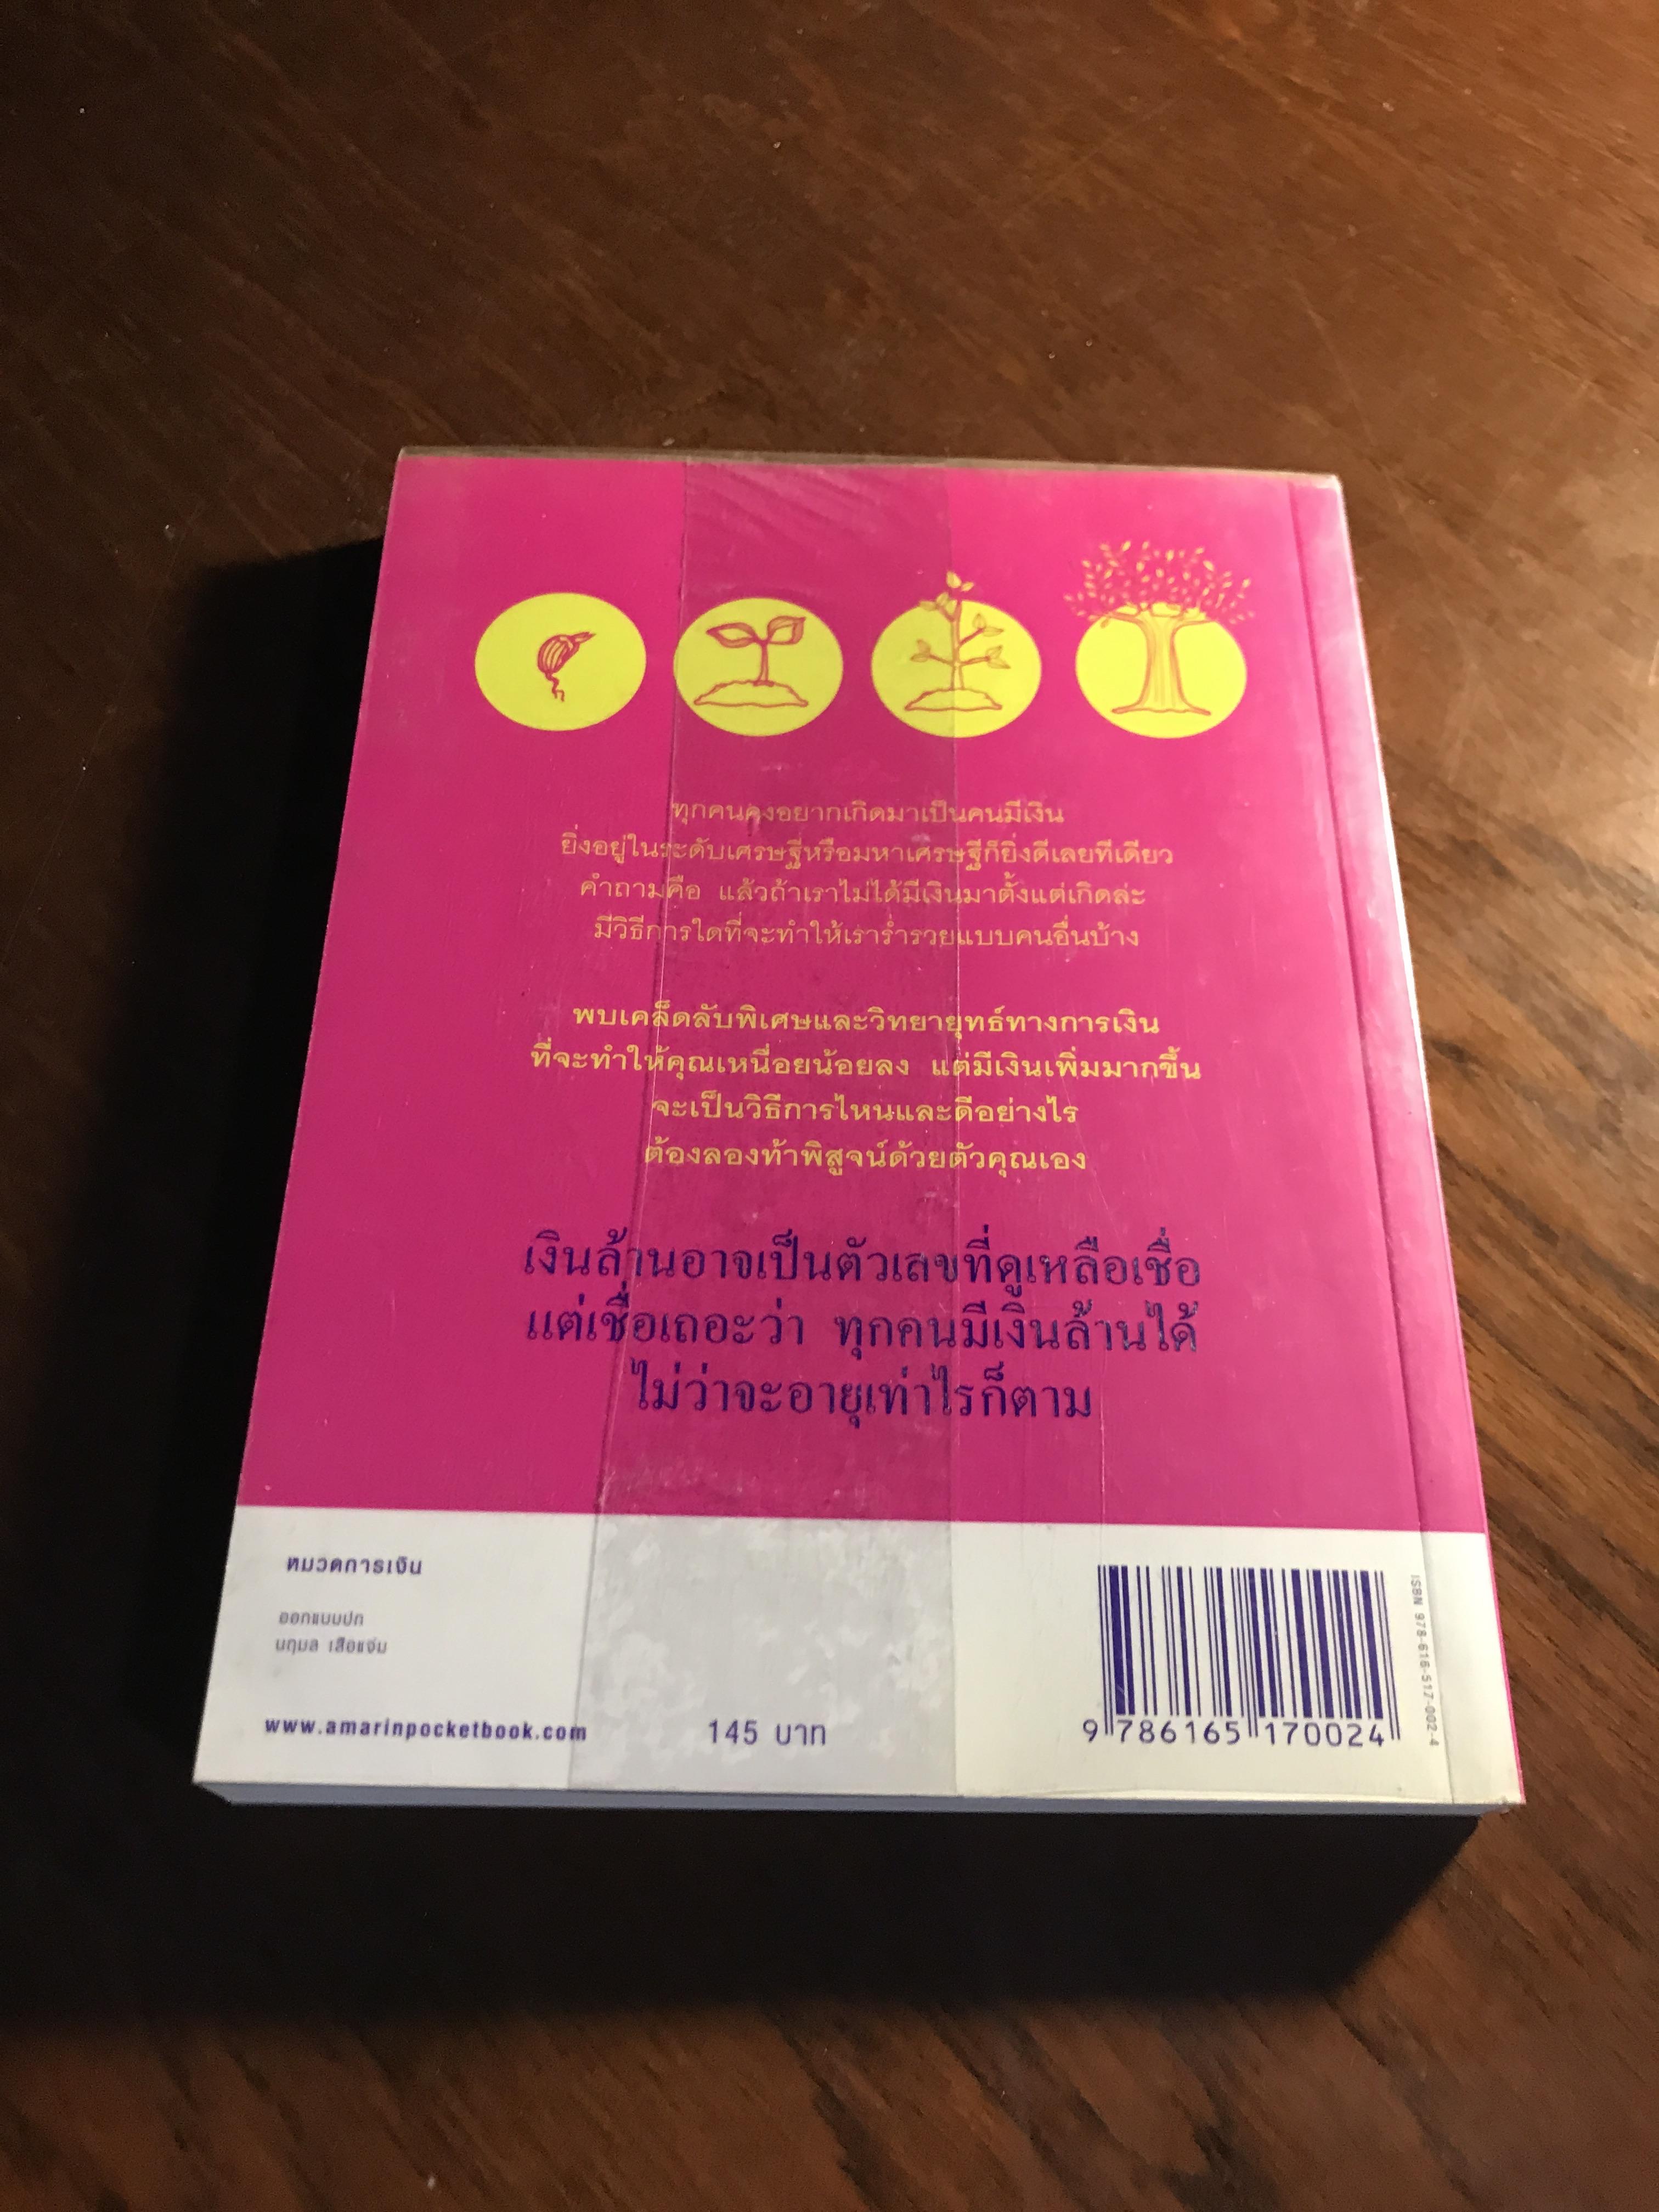 ทุกคนคงอยากเกิดมาเป็นคนมีเงิน
ยิ่งอยู่ในระดับเศรษฐีหรือมหาเศรษฐีก็ยิ่งดีเลยทีเดียว
คำถามคือ แล้วถ้าเราไม่ได้มีเงินมาตั้งแต่เกิดล่ะ
มีวิธีการใดที่จะทำให้เราร่ำรวยแบบคนอื่นบ้าง
พบเคล็ดลับพิเศษและวิทยายุทธ์ทางการเงิน
ที่จะทำให้คุณเหนื่อยน้อยลง แต่มีเงินเพิ่มมากขึ้น
จะเป็นวิธีการไหนและดีอย่างไร
ต้องลองท้าพิสูจน์ด้วยตัวคุณเอง
เงินล้านอาจเป็นตัวเลขที่ดูเหลือเชื่อ
แต่เชื่อเถอะว่า ทุกคนมีเงินล้านได้
ไม่ว่าจะอายุเท่าไรก็ตาม
หมวดการเงิน
ออกแบบปก
นฤมล เสือแจ่ม
www.amarinpocketbook.com
145 บาท
9 786165 170024
ISBN 978-616-517-002-4